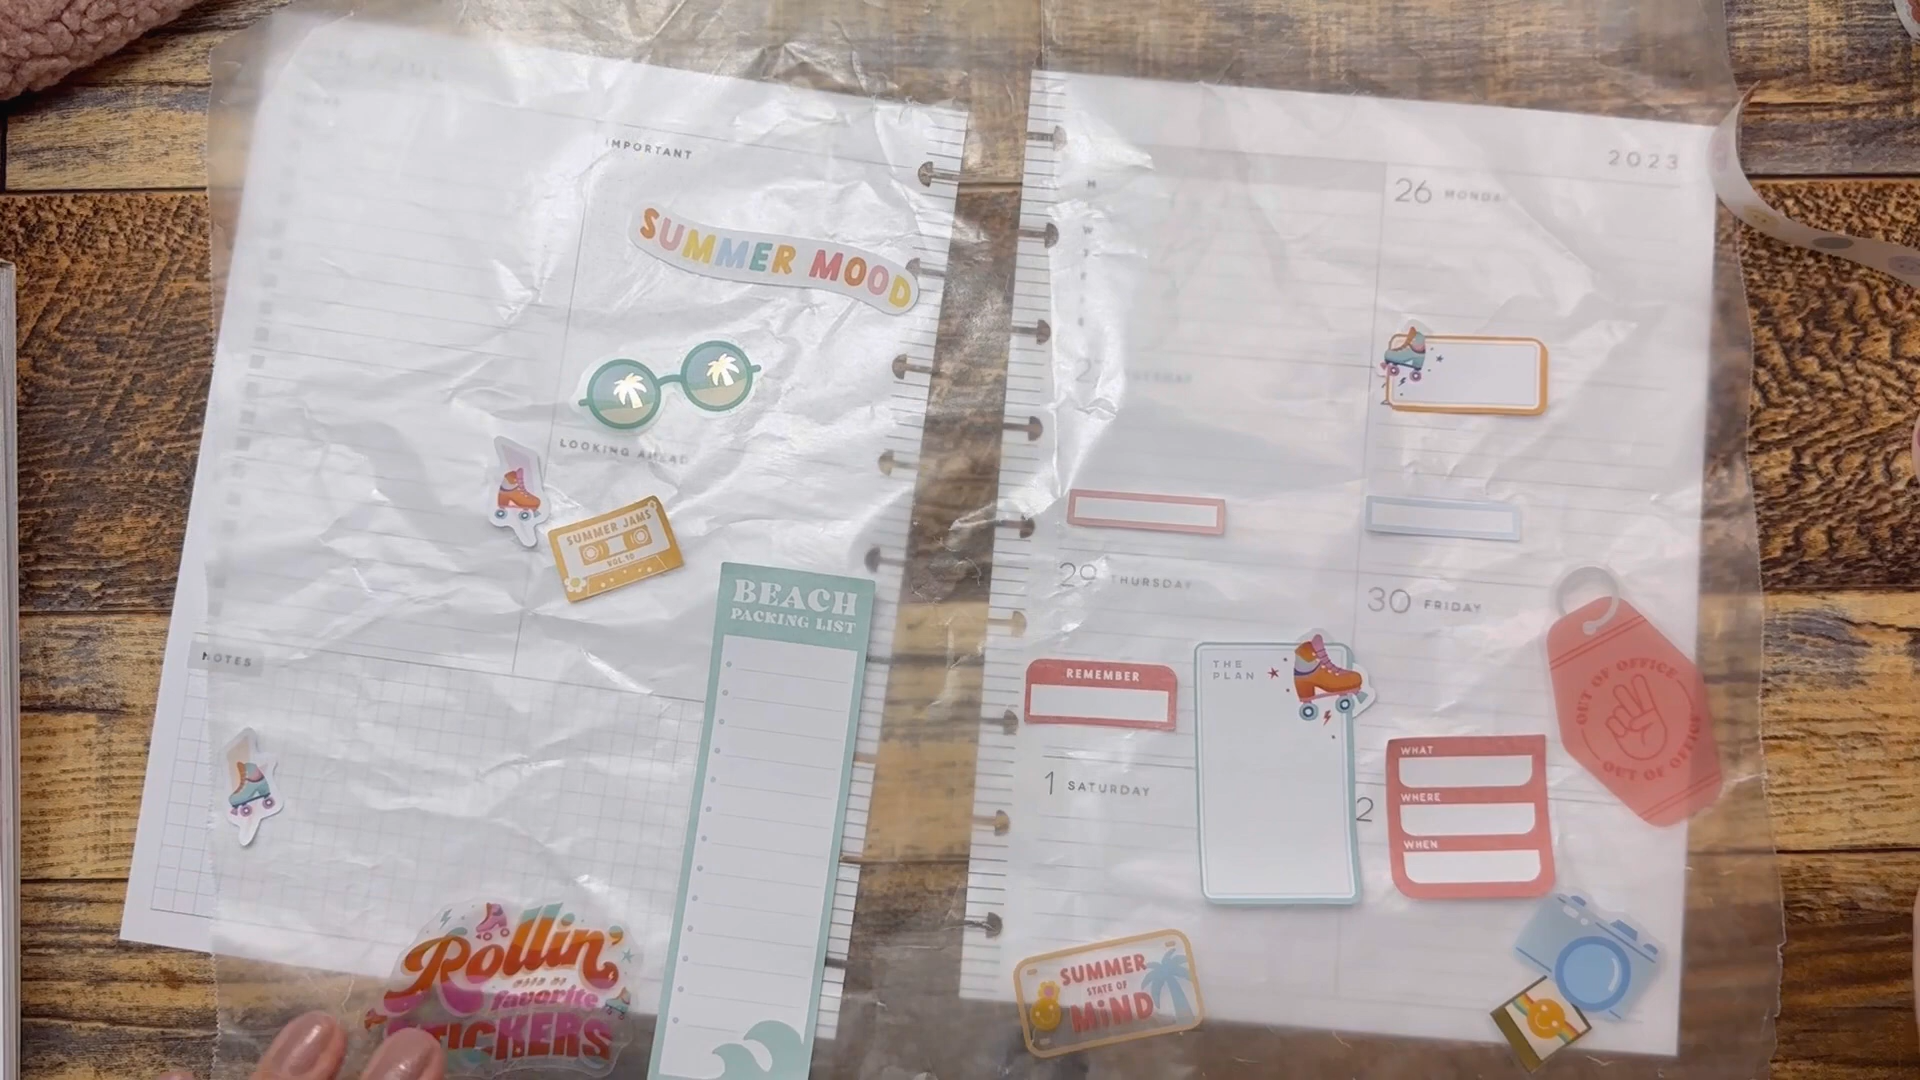 IMPORTANT
SUMMER MOOD
LOOKING AHEAD
SUMMER JAMS
VOL. 10
BEACH
PACKING LIST
NOTES
Rollin'
favorite
STICKERS
2023
26 MONDAY
29 THURSDAY
30 FRIDAY
REMEMBER
THE
PLAN
OUT OF OFFICE
OUT OF OFFICE
WHAT
WHERE
WHEN
1 SATURDAY
2
SUMMER
STATE OF
MiND